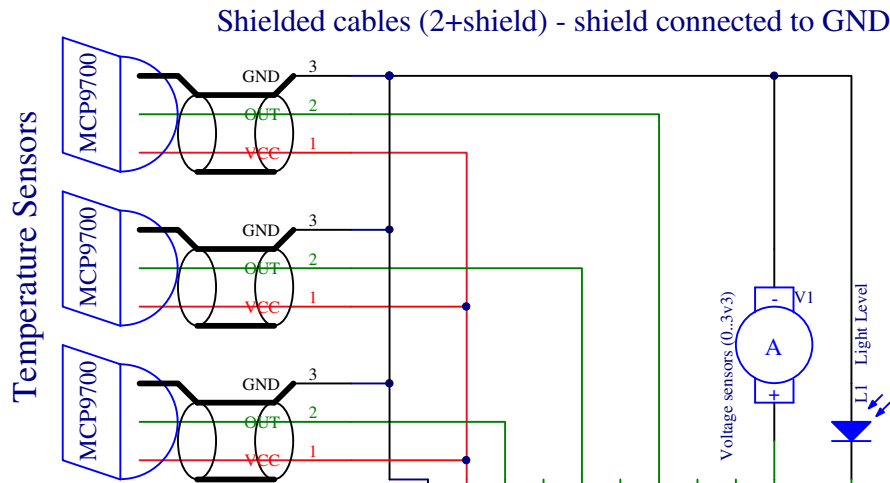 Shielded cables (2+shield) - shield connected to GND
Temperature Sensors
MCP9700
GND
3
OUT
2
VCC
1
MCP9700
GND
3
OUT
2
VCC
1
MCP9700
GND
3
OUT
2
VCC
1
Voltage sensors (0..3v3)
-
V1
A
+
L1 Light Level